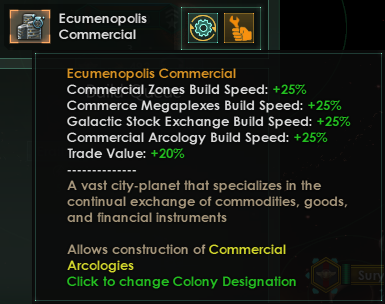 Ecumenopolis
Commercial
Ecumenopolis Commercial
Commercial Zones Build Speed: +25%
Commerce Megaplexes Build Speed: +25%
Galactic Stock Exchange Build Speed: +25%
Commercial Arcology Build Speed: +25%
Trade Value: +20%
--------------
A vast city-planet that specializes in the
continual exchange of commodities, goods,
and financial instruments
Allows construction of Commercial
Arcologies
Click to change Colony Designation